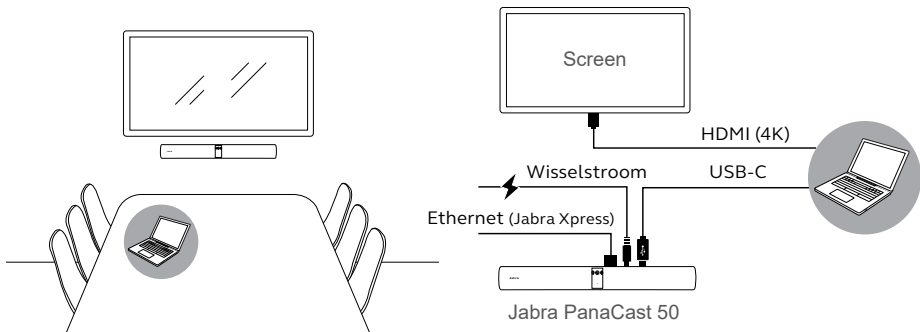 Screen
HDMI (4K)
Wisselstroom
USB-C
Ethernet (Jabra Xpress)
Jabra PanaCast 50